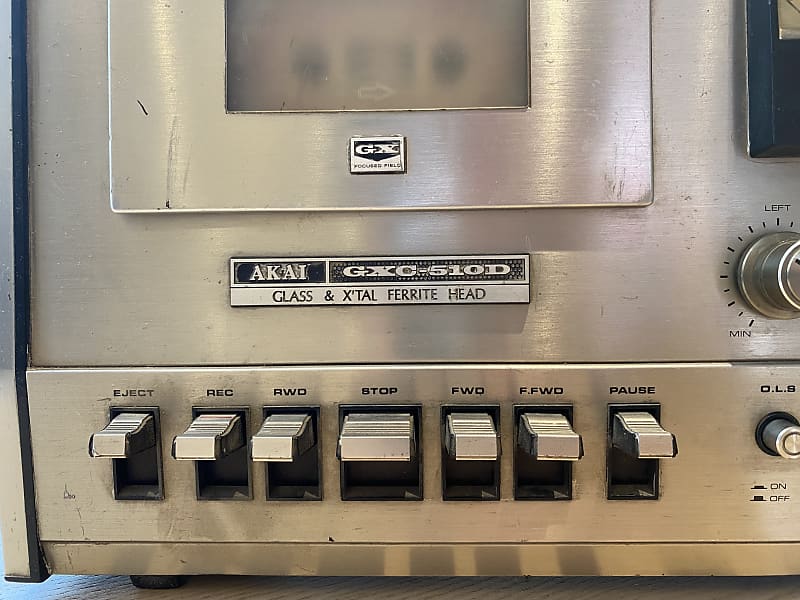 GX
FOCUSED FIELD
AKAI GXC-510D
GLASS & X'TAL FERRITE HEAD
LEFT
MIN
EJECT REC RWD STOP FWD F.FWD PAUSE O.L.S
ON
OFF